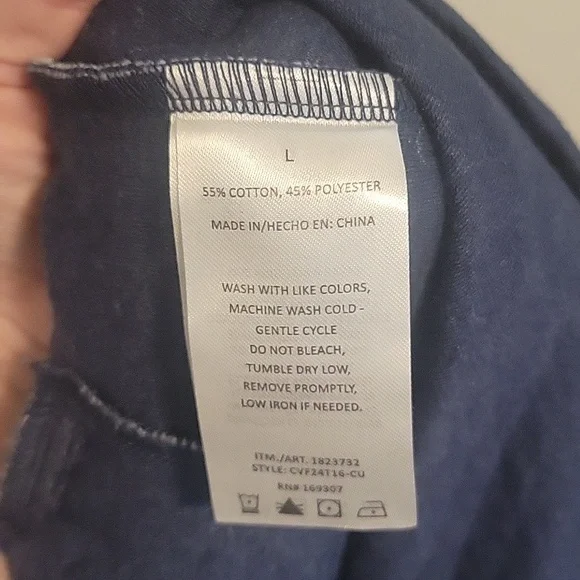 L
55% COTTON, 45% POLYESTER
MADE IN/HECHO EN: CHINA
WASH WITH LIKE COLORS,
MACHINE WASH COLD -
GENTLE CYCLE
DO NOT BLEACH,
TUMBLE DRY LOW,
REMOVE PROMPTLY,
LOW IRON IF NEEDED.
ITM./ART. 1823732
STYLE: CVF24T16-CU
RN# 169307